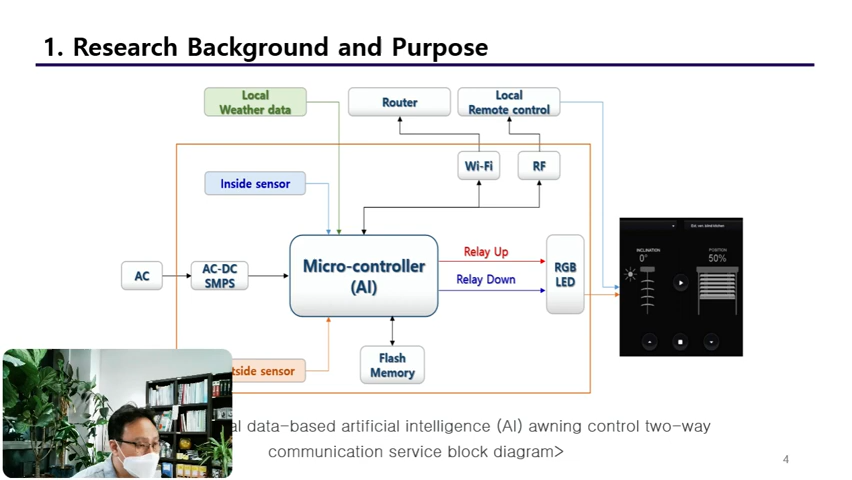 1. Research Background and Purpose
Local
Weather data
Router
Local
Remote control
Wi-Fi
RF
Inside sensor
Micro-controller
(AI)
AC
AC-DC
SMPS
Relay Up
Relay Down
RGB
LED
INCLINATION
0°
POSITION
50%
Flash
Memory
sensor
data-based artificial intelligence (AI) awning control two-way
communication service block diagram>
4